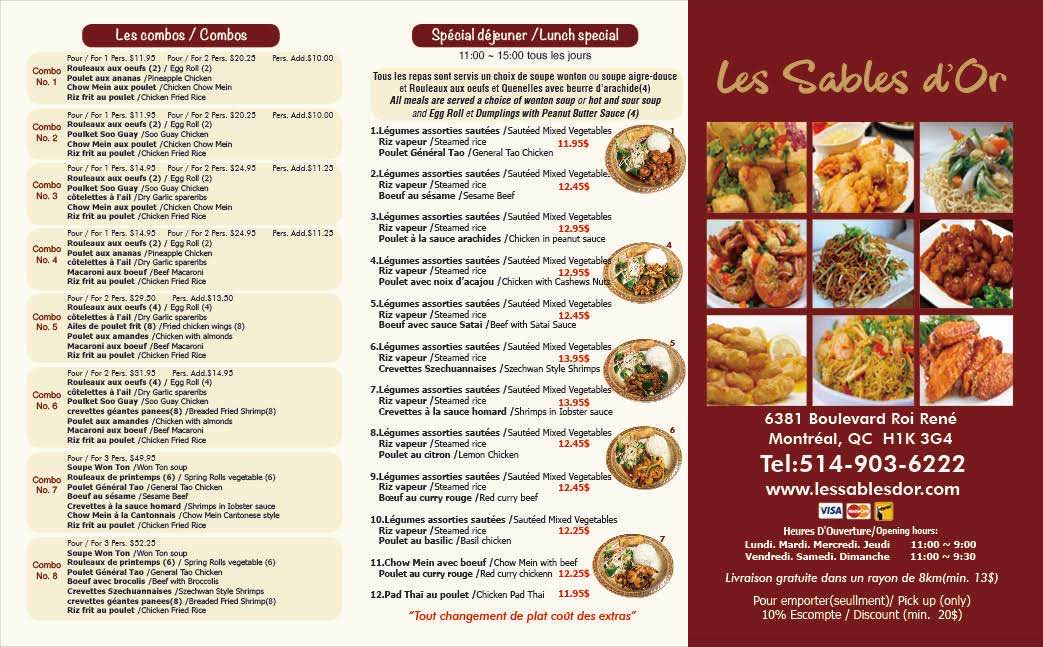 Les combos / Combos
Combo No. 1
Pour / For 1 Pers. $11.95 Pour / For 2 Pers. $20.25 Pers. Add.$10.00
Rouleaux aux oeufs (2) / Egg Roll (2)
Poulet aux ananas /Pineapple Chicken
Chow Mein aux poulet /Chicken Chow Mein
Riz frit au poulet /Chicken Fried Rice
Combo No. 2
Pour / For 1 Pers. $11.95 Pour / For 2 Pers. $20.25 Pers. Add.$10.00
Rouleaux aux oeufs (2) / Egg Roll (2)
Poulket Soo Guay /Soo Guay Chicken
Chow Mein aux poulet /Chicken Chow Mein
Riz frit au poulet /Chicken Fried Rice
Combo No. 3
Pour / For 1 Pers. $14.95 Pour / For 2 Pers. $24.95 Pers. Add.$11.25
Rouleaux aux oeufs (2) / Egg Roll (2)
Poulket Soo Guay /Soo Guay Chicken
côtelettes à l'ail /Dry Garlic spareribs
Chow Mein aux poulet /Chicken Chow Mein
Riz frit au poulet /Chicken Fried Rice
Combo No. 4
Pour / For 1 Pers. $14.95 Pour / For 2 Pers. $24.95 Pers. Add.$11.25
Rouleaux aux oeufs (2) / Egg Roll (2)
Poulet aux ananas /Pineapple Chicken
côtelettes à l'ail /Dry Garlic spareribs
Macaroni aux boeuf /Beef Macaroni
Riz frit au poulet /Chicken Fried Rice
Combo No. 5
Pour / For 2 Pers. $29.50 Pers. Add.$13.50
Rouleaux aux oeufs (4) / Egg Roll (4)
côtelettes à l'ail /Dry Garlic spareribs
Ailes de poulet frit (8) /Fried chicken wings (8)
Poulet aux amandes /Chicken with almonds
Macaroni aux boeuf /Beef Macaroni
Riz frit au poulet /Chicken Fried Rice
Combo No. 6
Pour / For 2 Pers. $31.95 Pers. Add.$14.95
Rouleaux aux oeufs (4) / Egg Roll (4)
côtelettes à l'ail /Dry Garlic spareribs
Poulket Soo Guay /Soo Guay Chicken
crevettes géantes panees(8) /Breaded Fried Shrimp(8)
Poulet aux amandes /Chicken with almonds
Macaroni aux boeuf /Beef Macaroni
Riz frit au poulet /Chicken Fried Rice
Combo No. 7
Pour / For 3 Pers. $49.95
Soupe Won Ton /Won Ton soup
Rouleaux de printemps (6) / Spring Rolls vegetable (6)
Poulet Général Tao /General Tao Chicken
Boeuf au sésame /Sesame Beef
Crevettes à la sauce homard /Shrimps in Iobster sauce
Chow Mein à la Cantonnais /Chow Mein Cantonese style
Riz frit au poulet /Chicken Fried Rice
Combo No. 8
Pour / For 3 Pers. $52.25
Soupe Won Ton /Won Ton soup
Rouleaux de printemps (6) / Spring Rolls vegetable (6)
Poulet Général Tao /General Tao Chicken
Boeuf avec brocolis /Beef with Broccolis
Crevettes Szechuannaises /Szechwan Style Shrimps
crevettes géantes panees(8) /Breaded Fried Shrimp(8)
Riz frit au poulet /Chicken Fried Rice
Spécial déjeuner /Lunch special
11:00 ~ 15:00 tous les jours
Tous les repas sont servis un choix de soupe wonton ou soupe aigre-douce
et Rouleaux aux oeufs et Quenelles avec beurre d'arachide(4)
All meals are served a choice of wonton soup or hot and sour soup
and Egg Roll et Dumplings with Peanut Butter Sauce (4)
1.Légumes assorties sautées /Sautéed Mixed Vegetables 1
Riz vapeur /Steamed rice 11.95$
Poulet Général Tao /General Tao Chicken
2.Légumes assorties sautées /Sautéed Mixed Vegetables
Riz vapeur /Steamed rice 12.45$
Boeuf au sésame /Sesame Beef
3.Légumes assorties sautées /Sautéed Mixed Vegetables
Riz vapeur /Steamed rice 12.95$
Poulet à la sauce arachides /Chicken in peanut sauce
4
4.Légumes assorties sautées /Sautéed Mixed Vegetables
Riz vapeur /Steamed rice 12.95$
Poulet avec noix d'acajou /Chicken with Cashews Nuts
5.Légumes assorties sautées /Sautéed Mixed Vegetables
Riz vapeur /Steamed rice 12.45$
Boeuf avec sauce Satai /Beef with Satai Sauce
6.Légumes assorties sautées /Sautéed Mixed Vegetables 5
Riz vapeur /Steamed rice 13.95$
Crevettes Szechuannaises /Szechwan Style Shrimps
7.Légumes assorties sautées /Sautéed Mixed Vegetables
Riz vapeur /Steamed rice 13.95$
Crevettes à la sauce homard /Shrimps in Iobster sauce
8.Légumes assorties sautées /Sautéed Mixed Vegetables 6
Riz vapeur /Steamed rice 12.45$
Poulet au citron /Lemon Chicken
9.Légumes assorties sautées /Sautéed Mixed Vegetables
Riz vapeur /Steamed rice 12.45$
Bœuf au curry rouge /Red curry beef
10.Légumes assorties sautées /Sautéed Mixed Vegetables
Riz vapeur /Steamed rice 12.25$
Poulet au basilic /Basil chicken 7
11.Chow Mein avec boeuf /Chow Mein with beef
Poulet au curry rouge /Red curry chickenn 12.25$
12.Pad Thai au poulet /Chicken Pad Thai 11.95$
"Tout changement de plat coût des extras"
Les Sables d'Or
6381 Boulevard Roi René
Montréal, QC H1K 3G4
Tel:514-903-6222
www.lessablesdor.com
VISA MasterCard
Heures D'Ouverture/Opening hours:
Lundi. Mardi. Mercredi. Jeudi 11:00 ~ 9:00
Vendredi. Samedi. Dimanche 11:00 ~ 9:30
Livraison gratuite dans un rayon de 8km(min. 13$)
Pour emporter(seullment)/ Pick up (only)
10% Escompte / Discount (min. 20$)